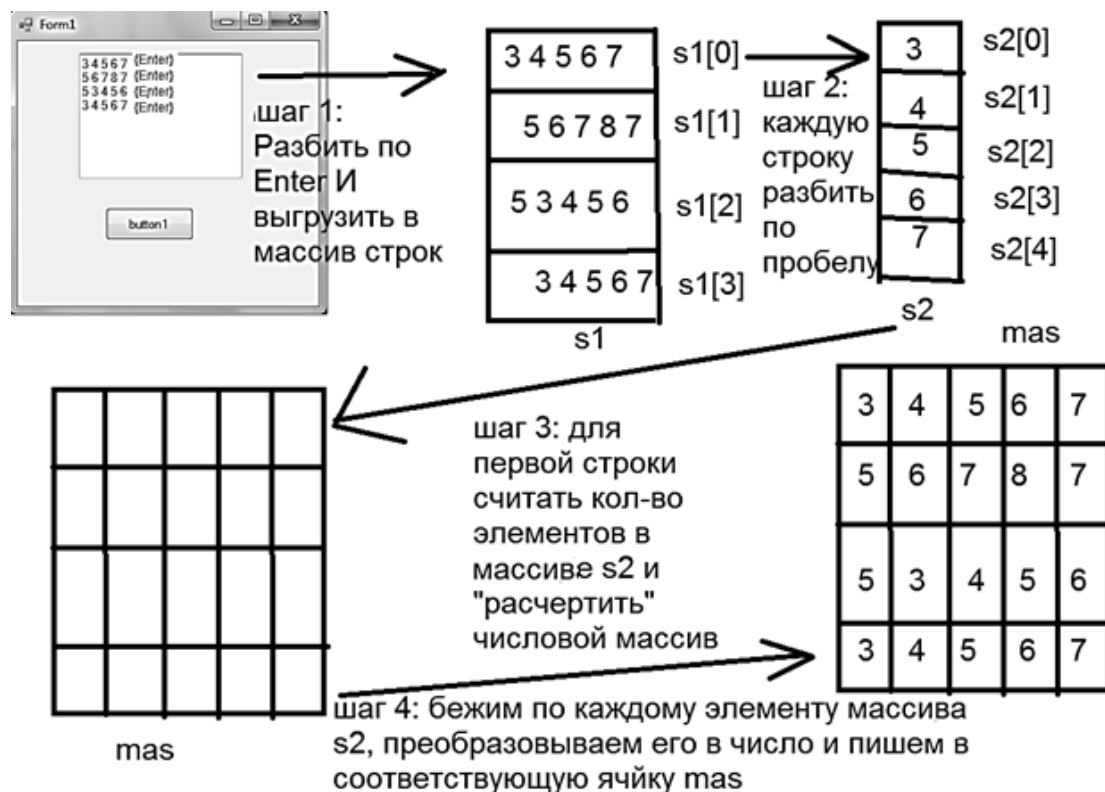 Form1
3 4 5 6 7 {Enter}
5 6 7 8 7 {Enter}
5 3 4 5 6 {Enter}
3 4 5 6 7 {Enter}
button1
шаг 1:
Разбить по
Enter И
выгрузить в
массив строк
3 4 5 6 7
s1[0]
5 6 7 8 7
s1[1]
5 3 4 5 6
s1[2]
3 4 5 6 7
s1[3]
s1
шаг 2:
каждую
строку
разбить
по
пробелу
3
s2[0]
4
s2[1]
5
s2[2]
6
s2[3]
7
s2[4]
s2
mas
шаг 3: для
первой строки
считать кол-во
элементов в
массиве s2 и
"расчертить"
числовой массив
mas
3 4 5 6 7
5 6 7 8 7
5 3 4 5 6
3 4 5 6 7
шаг 4: бежим по каждому элементу массива
s2, преобразовываем его в число и пишем в
соответствующую ячйку mas